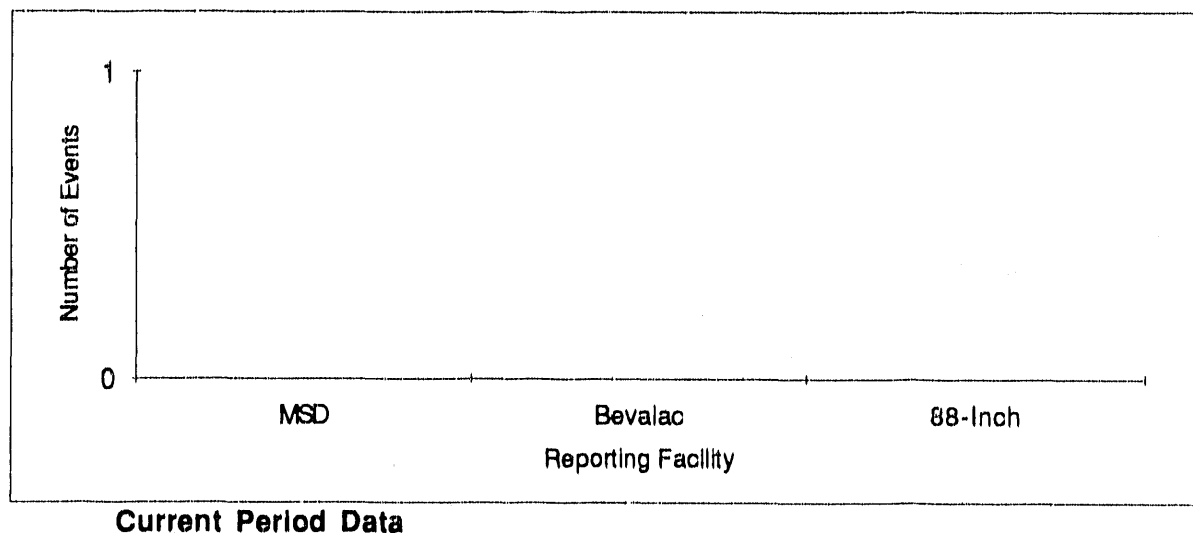 1
Number of Events
0
MSD
Bevalac
88-Inch
Reporting Facility
Current Period Data